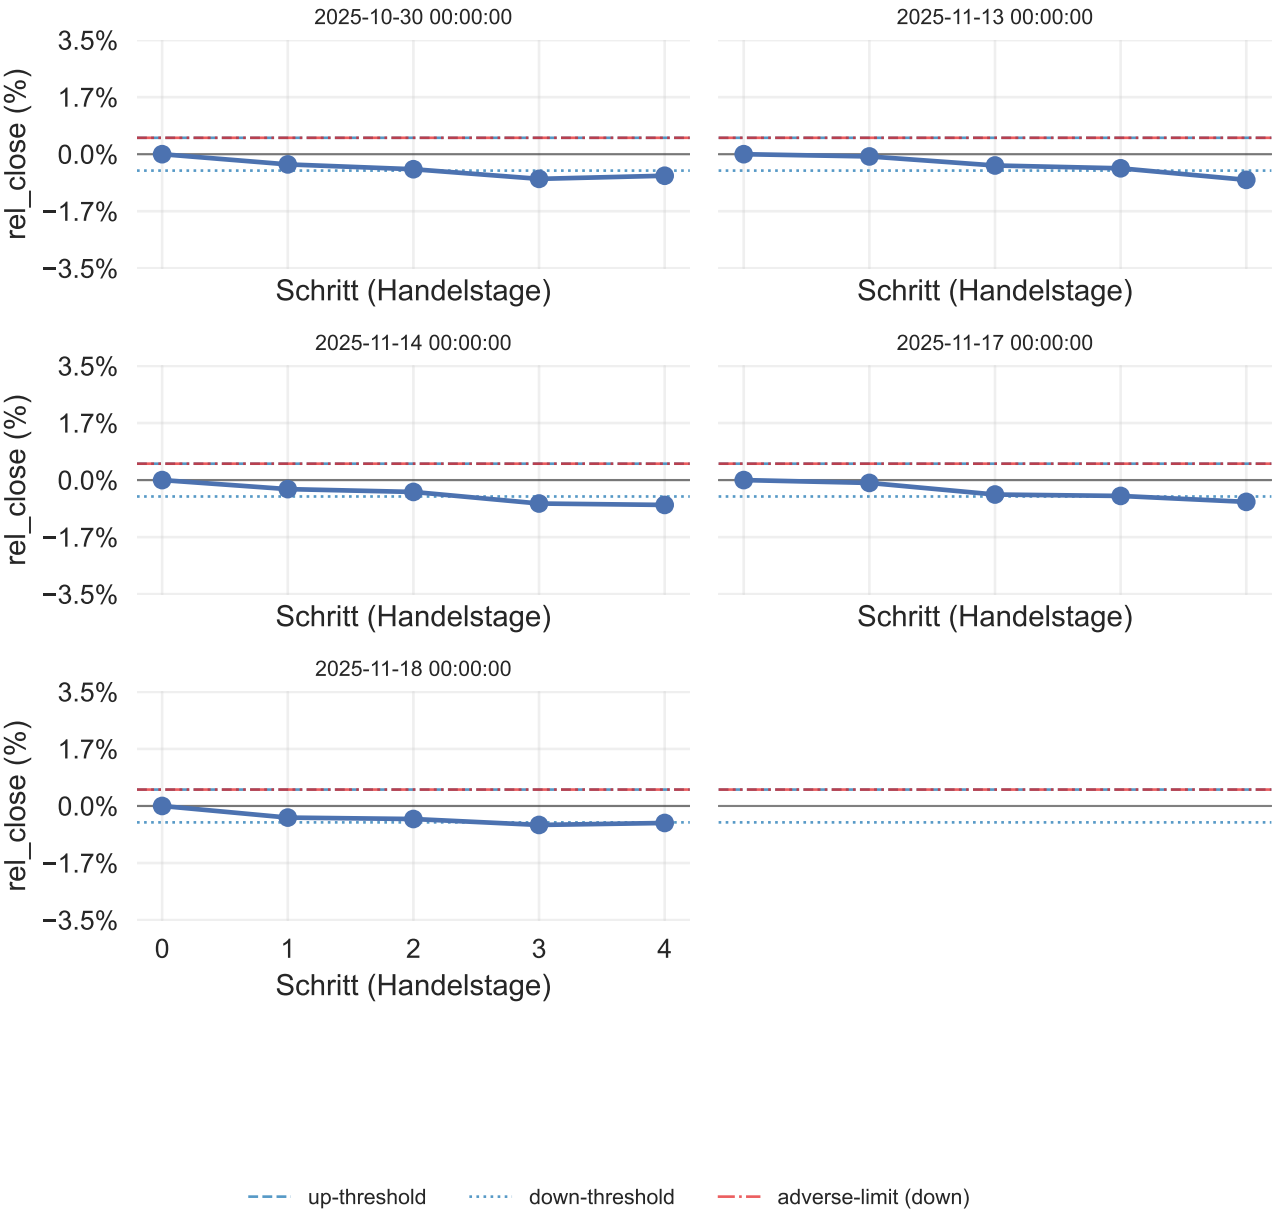 2025-10-30 00:00:00
2025-11-13 00:00:00
rel_close (%)
3.5%
1.7%
0.0%
−1.7%
−3.5%
Schritt (Handelstage)
Schritt (Handelstage)
2025-11-14 00:00:00
2025-11-17 00:00:00
rel_close (%)
3.5%
1.7%
0.0%
−1.7%
−3.5%
Schritt (Handelstage)
Schritt (Handelstage)
2025-11-18 00:00:00
rel_close (%)
3.5%
1.7%
0.0%
−1.7%
−3.5%
0 1 2 3 4
Schritt (Handelstage)
up-threshold down-threshold adverse-limit (down)